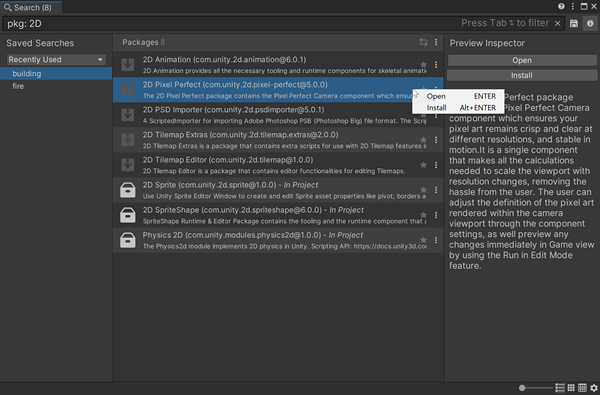 Search (8)
pkg: 2D
Press Tab to filter
Saved Searches
Recently Used
building
fire
Packages 8
2D Animation (com.unity.2d.animation@6.0.1)
2D Animation provides all the necessary tooling and runtime components for skeletal animati
2D Pixel Perfect (com.unity.2d.pixel-perfect@5.0.0)
The 2D Pixel Perfect package contains the Pixel Perfect Camera component which ensu
2D PSD Importer (com.unity.2d.psdimporter@5.0.1)
A ScriptedImporter for importing Adobe Photoshop PSB (Photoshop Big) file format. The Scri
2D Tilemap Extras (com.unity.2d.tilemap.extras@2.0.0)
2D Tilemap Extras is a package that contains extra scripts for use with 2D Tilemap features i
2D Tilemap Editor (com.unity.2d.tilemap@1.0.0)
2D Tilemap Editor is a package that contains editor functionalities for editing Tilemaps.
2D Sprite (com.unity.2d.sprite@1.0.0) - In Project
Use Unity Sprite Editor Window to create and edit Sprite asset properties like pivot, borders a
2D SpriteShape (com.unity.2d.spriteshape@6.0.0) - In Project
SpriteShape Runtime & Editor Package contains the tooling and the runtime component that a
Physics 2D (com.unity.modules.physics2d@1.0.0) - In Project
The Physics2d module implements 2D physics in Unity. Scripting API: https://docs.unity3d.co
Open ENTER
Install Alt+ENTER
Preview Inspector
Open
Install
Perfect package
Pixel Perfect Camera
component which ensures your
pixel art remains crisp and clear at
different resolutions, and stable in
motion.It is a single component
that makes all the calculations
needed to scale the viewport with
resolution changes, removing the
hassle from the user. The user can
adjust the definition of the pixel art
rendered within the camera
viewport through the component
settings, as well preview any
changes immediately in Game view
by using the Run in Edit Mode
feature.